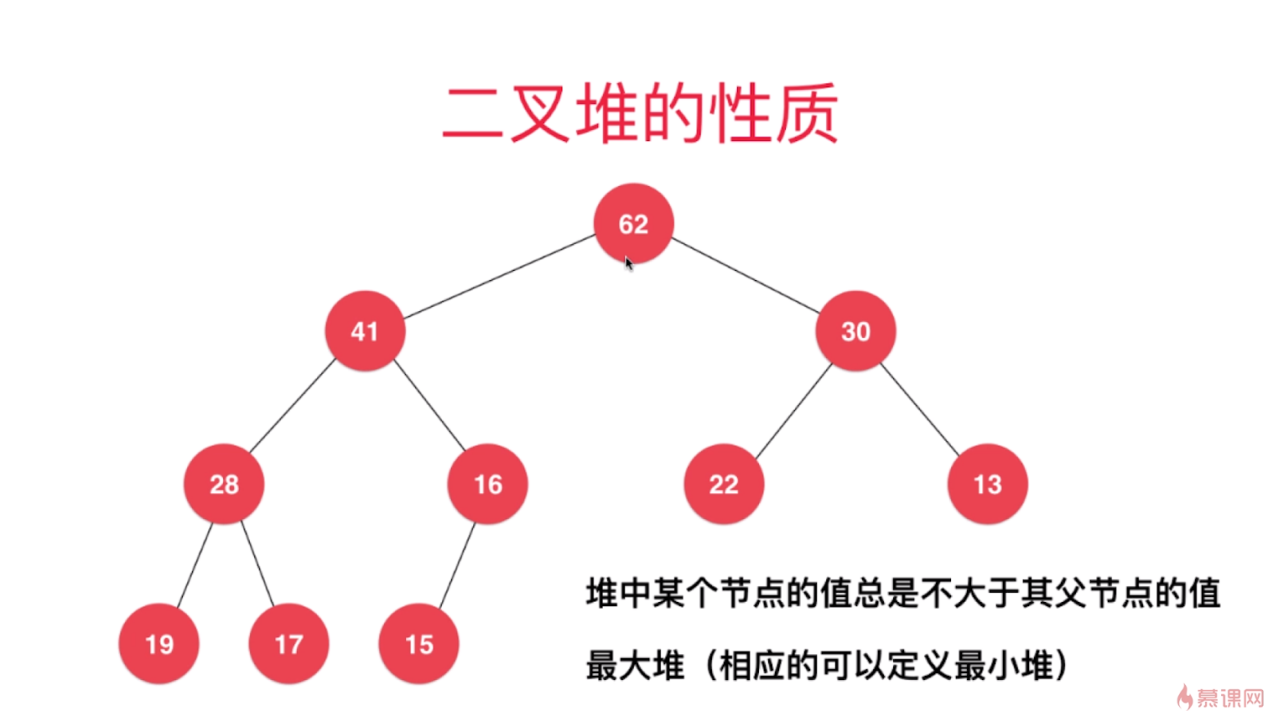 二叉堆的性质
62
41
30
28
16
22
13
19
17
15
堆中某个节点的值总是不大于其父节点的值
最大堆（相应的可以定义最小堆）
慕课网